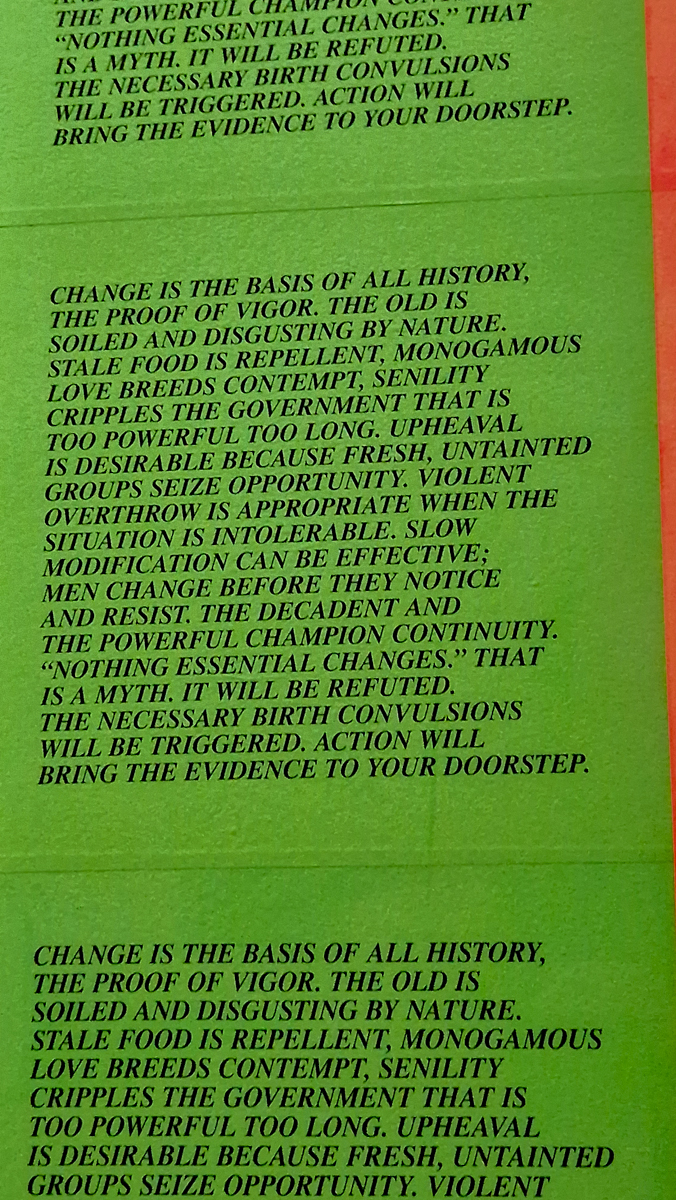 THE POWERFUL CHAMPION
“NOTHING ESSENTIAL CHANGES.” THAT
IS A MYTH. IT WILL BE REFUTED.
THE NECESSARY BIRTH CONVULSIONS
WILL BE TRIGGERED. ACTION WILL
BRING THE EVIDENCE TO YOUR DOORSTEP.
CHANGE IS THE BASIS OF ALL HISTORY,
THE PROOF OF VIGOR. THE OLD IS
SOILED AND DISGUSTING BY NATURE.
STALE FOOD IS REPELLENT, MONOGAMOUS
LOVE BREEDS CONTEMPT, SENILITY
CRIPPLES THE GOVERNMENT THAT IS
TOO POWERFUL TOO LONG. UPHEAVAL
IS DESIRABLE BECAUSE FRESH, UNTAINTED
GROUPS SEIZE OPPORTUNITY. VIOLENT
OVERTHROW IS APPROPRIATE WHEN THE
SITUATION IS INTOLERABLE. SLOW
MODIFICATION CAN BE EFFECTIVE;
MEN CHANGE BEFORE THEY NOTICE
AND RESIST. THE DECADENT AND
THE POWERFUL CHAMPION CONTINUITY.
“NOTHING ESSENTIAL CHANGES.” THAT
IS A MYTH. IT WILL BE REFUTED.
THE NECESSARY BIRTH CONVULSIONS
WILL BE TRIGGERED. ACTION WILL
BRING THE EVIDENCE TO YOUR DOORSTEP.
CHANGE IS THE BASIS OF ALL HISTORY,
THE PROOF OF VIGOR. THE OLD IS
SOILED AND DISGUSTING BY NATURE.
STALE FOOD IS REPELLENT, MONOGAMOUS
LOVE BREEDS CONTEMPT, SENILITY
CRIPPLES THE GOVERNMENT THAT IS
TOO POWERFUL TOO LONG. UPHEAVAL
IS DESIRABLE BECAUSE FRESH, UNTAINTED
GROUPS SEIZE OPPORTUNITY. VIOLENT